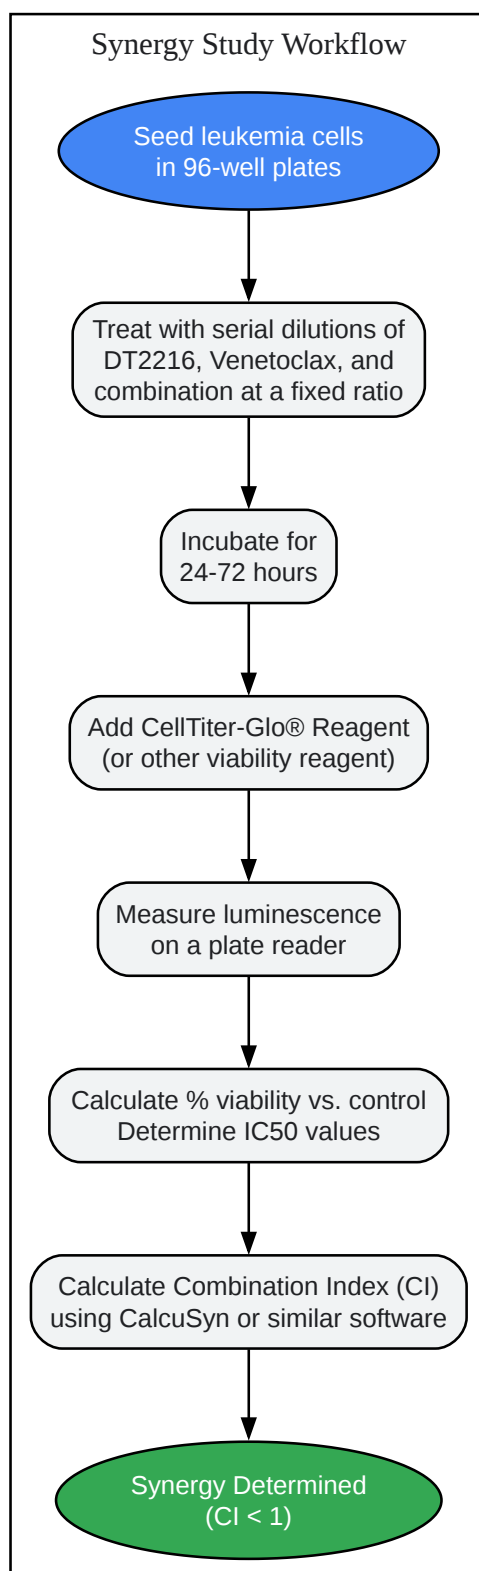 Synergy Study Workflow
Seed leukemia cells
in 96-well plates
Treat with serial dilutions of
DT2216, Venetoclax, and
combination at a fixed ratio
Incubate for
24-72 hours
Add CellTiter-Glo® Reagent
(or other viability reagent)
Measure luminescence
on a plate reader
Calculate % viability vs. control
Determine IC50 values
Calculate Combination Index (CI)
using CalcuSyn or similar software
Synergy Determined
(CI < 1)